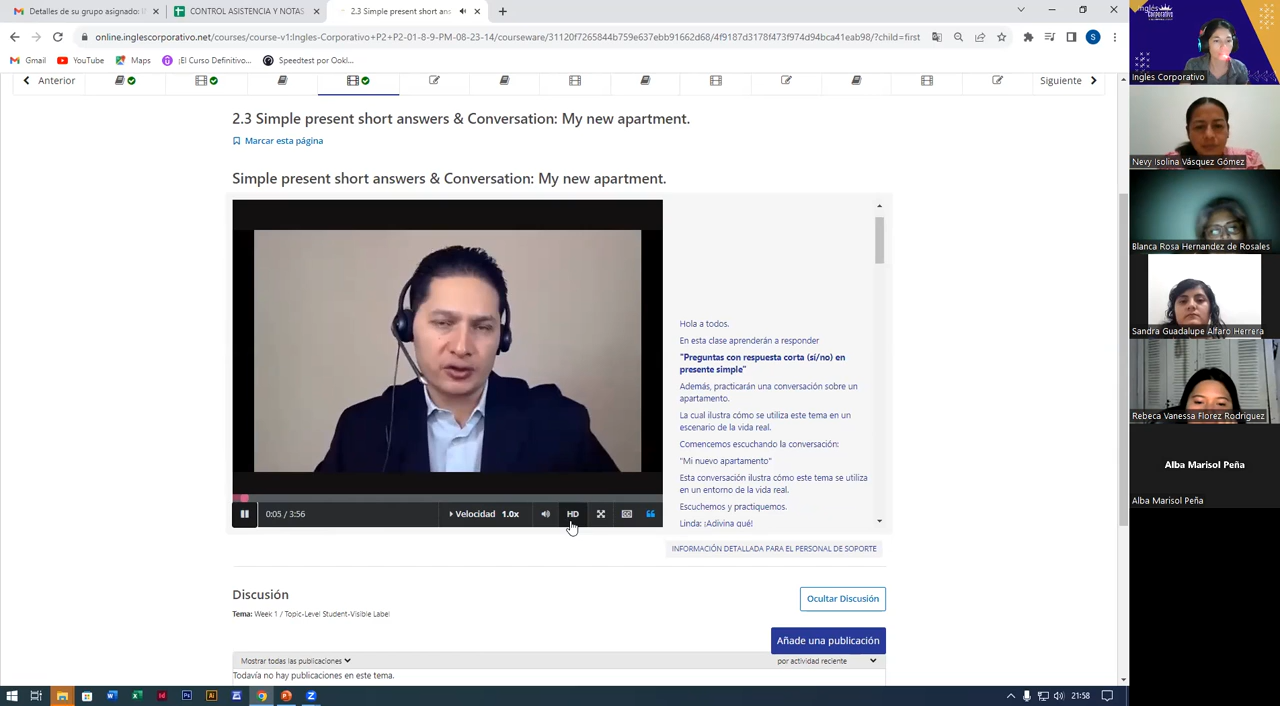 Detalles de su grupo asignado: P
CONTROL ASISTENCIA Y NOTAS
2.3 Simple present short ans
online.inglescorporativo.net/courses/course-v1:Ingles-Corporativo+P2+P2-01-8-9-PM-03-23-14/courseware/31120f7265844b759e637ebb91662d68/4f9187d3178f473f974d94bca41eab98/?child=first
S
Gmail
YouTube
Maps
¡El Curso Definitivo...
Speedtest por Ookl...
Anterior
Siguiente
2.3 Simple present short answers & Conversation: My new apartment.
Marcar esta página
Simple present short answers & Conversation: My new apartment.
Hola a todos.
En esta clase aprenderán a responder
"Preguntas con respuesta corta (sí/no) en
presente simple"
Además, practicarán una conversación sobre un
apartamento.
La cual ilustra cómo se utiliza este tema en un
escenario de la vida real.
Comencemos escuchando la conversación:
"Mi nuevo apartamento"
Esta conversación ilustra cómo este tema se utiliza
en un entorno de la vida real.
Escuchemos y practiquemos.
Linda: ¡Adivina qué!
0:05 / 3:56
Velocidad 1.0x
HD
INFORMACIÓN DETALLADA PARA EL PERSONAL DE SOPORTE
Discusión
Ocultar Discusión
Tema: Week 1 / Topic-Level Student-Visible Label
Añade una publicación
Mostrar todas las publicaciones
por actividad reciente
Todavía no hay publicaciones en este tema.
21:58
Inglés
Corporativo
Ingles Corporativo
Nevy Isolina Vásquez Gómez
Blanca Rosa Hernandez de Rosales
Sandra Guadalupe Alfaro Herrera
Rebeca Vanessa Florez Rodriguez
Alba Marisol Peña
Alba Marisol Peña